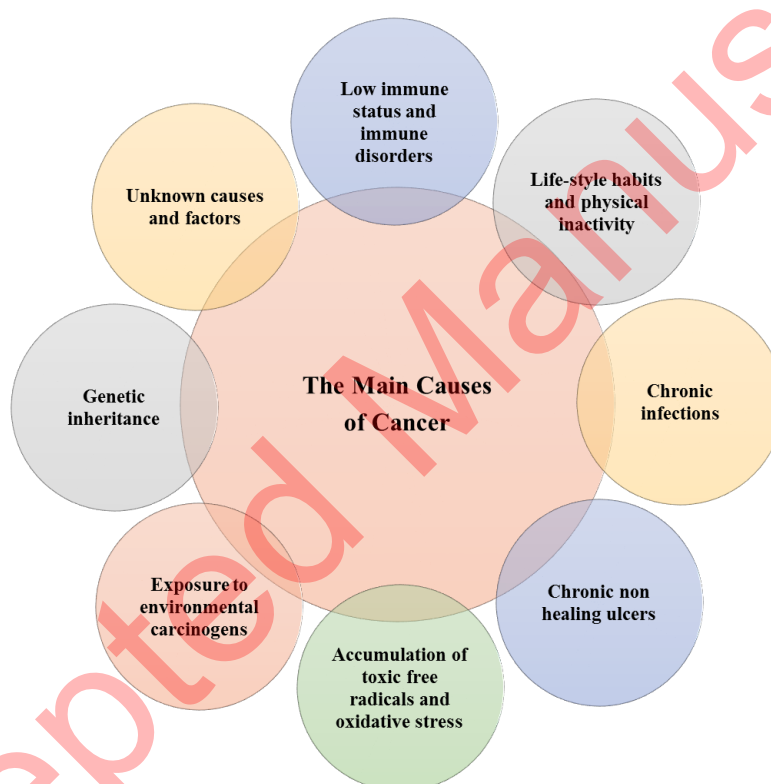 Low immune
status and
immune
disorders
Life-style habits
and physical
inactivity
Chronic
infections
Chronic non
healing ulcers
Accumulation of
toxic free
radicals and
oxidative stress
Exposure to
environmental
carcinogens
Genetic
inheritance
Unknown causes
and factors
The Main Causes
of Cancer
pted Manus